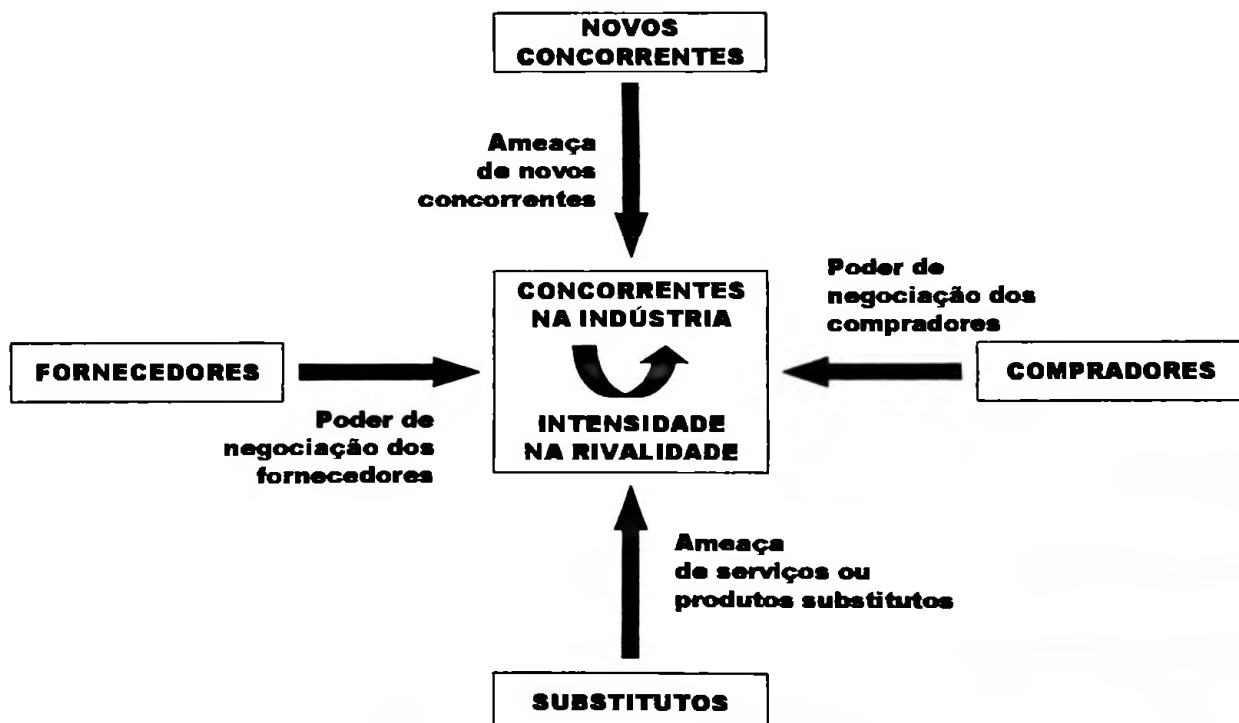 NOVOS
CONCORRENTES
Ameaça
de novos
concorrentes
CONCORRENTES
NA INDÚSTRIA
INTENSIDADE
NA RIVALIDADE
Poder de
negociação dos
compradores
FORNECEDORES
COMPRADORES
Poder de
negociação dos
fornecedores
Ameaça
de serviços ou
produtos substitutos
SUBSTITUTOS